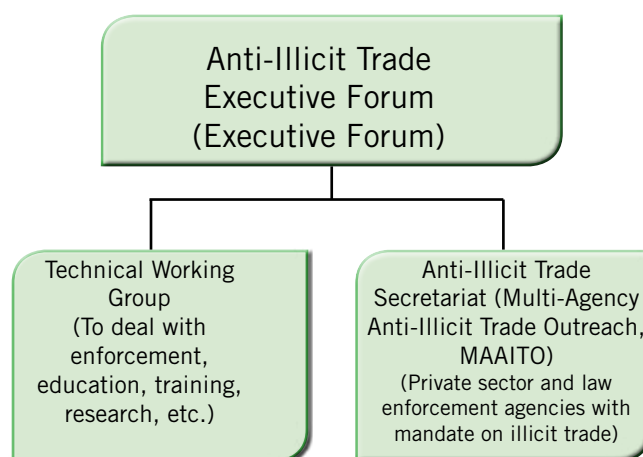 Anti-Illicit Trade
Executive Forum
(Executive Forum)
Technical Working
Group
(To deal with
enforcement,
education, training,
research, etc.)
Anti-Illicit Trade
Secretariat (Multi-Agency
Anti-Illicit Trade Outreach,
MAAITO)
(Private sector and law
enforcement agencies with
mandate on illicit trade)